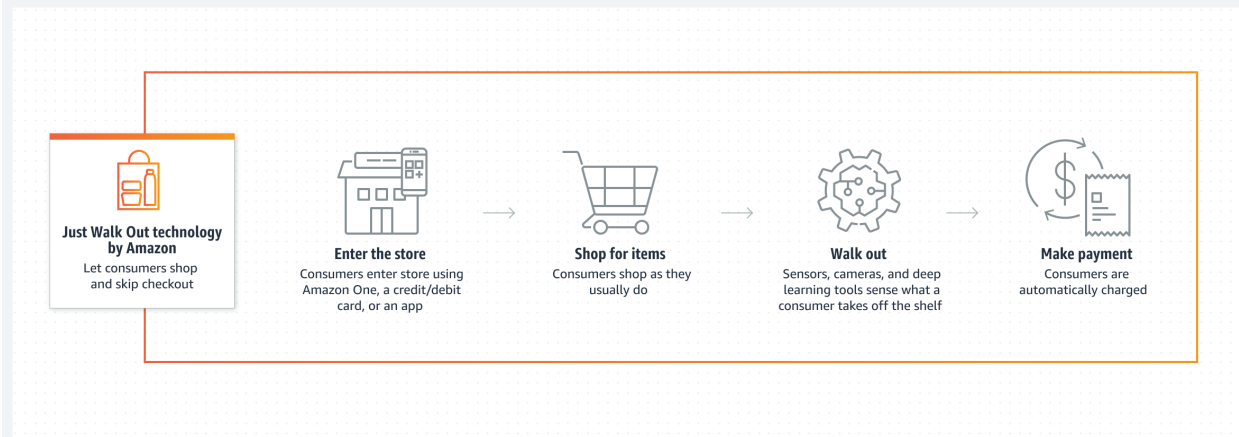 Just Walk Out technology
by Amazon
Let consumers shop
and skip checkout
Enter the store
Consumers enter store using
Amazon One, a credit/debit
card, or an app
Shop for items
Consumers shop as they
usually do
Walk out
Sensors, cameras, and deep
learning tools sense what a
consumer takes off the shelf
Make payment
Consumers are
automatically charged